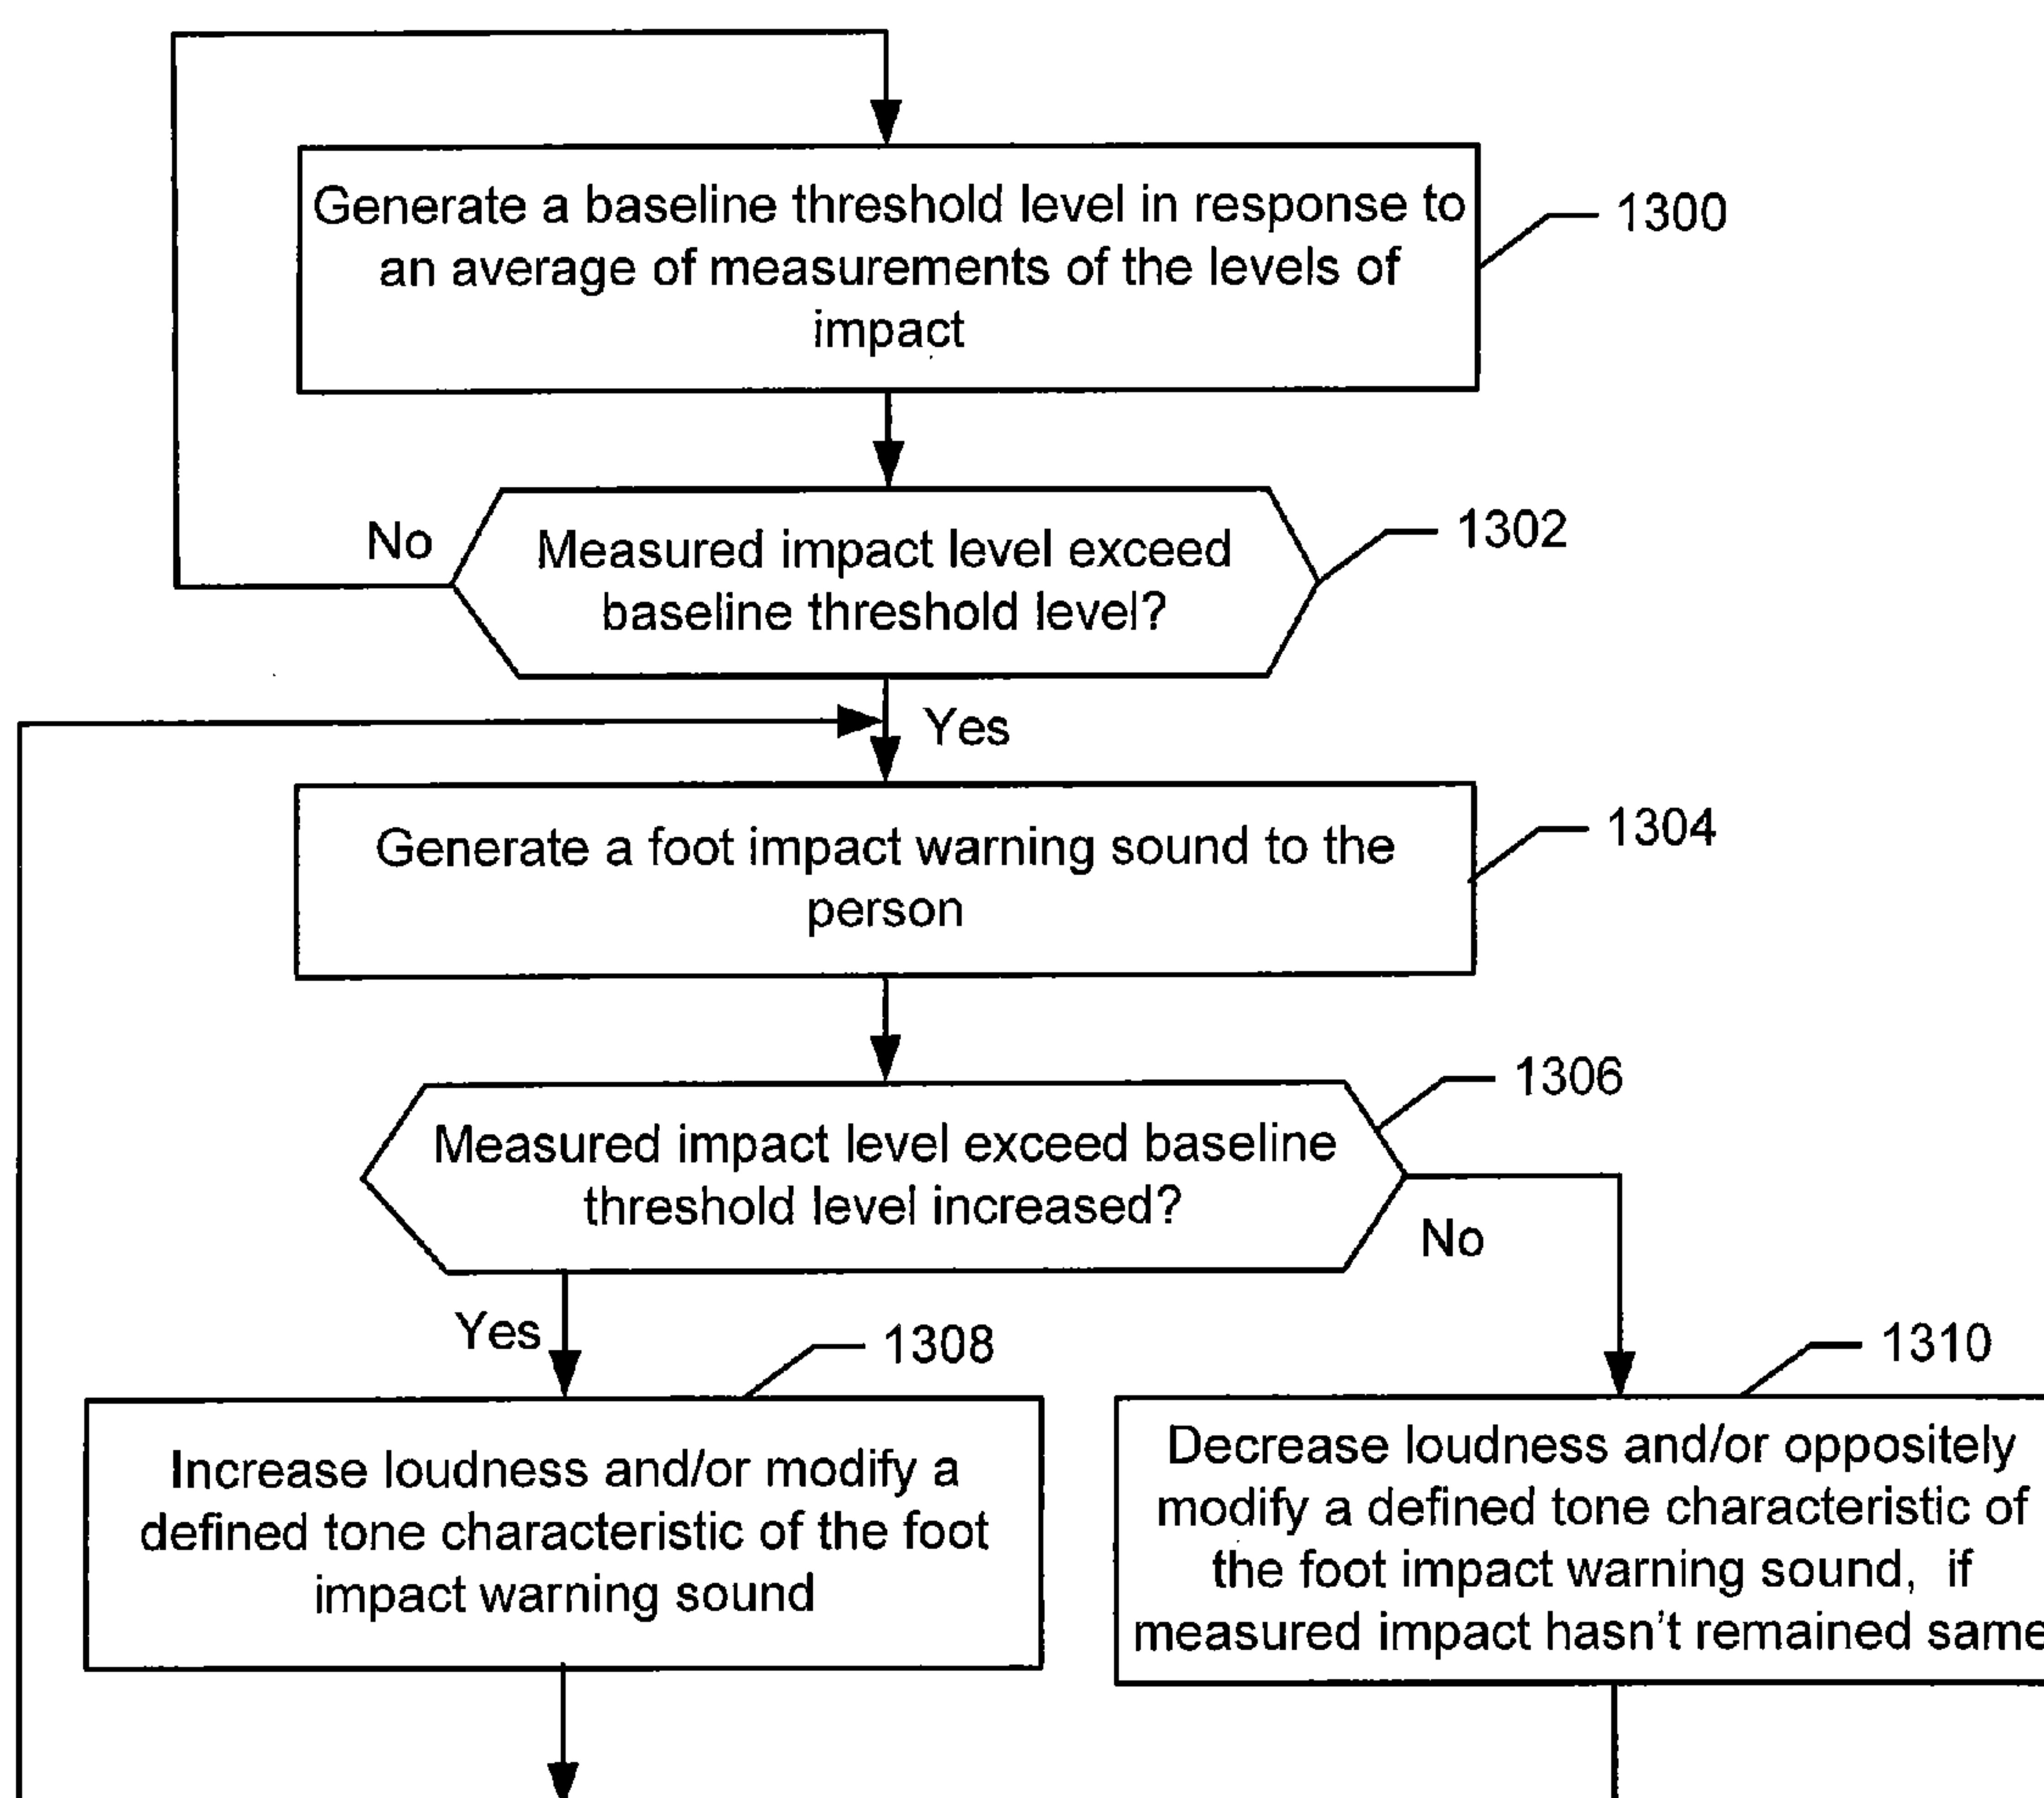 Generate a baseline threshold level in response to
an average of measurements of the levels of
impact
1300
No
Measured impact level exceed
baseline threshold level?
1302
Yes
Generate a foot impact warning sound to the
person
1304
Measured impact level exceed baseline
threshold level increased?
1306
No
Yes
1308
1310
Increase loudness and/or modify a
defined tone characteristic of the foot
impact warning sound
Decrease loudness and/or oppositely
modify a defined tone characteristic of
the foot impact warning sound, if
measured impact hasn't remained same